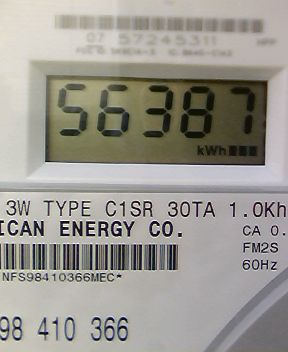 07 57245311
56387
kWh
3W TYPE C1SR 30TA 1.0Kh
ICAN ENERGY CO.
CA 0.
FM2S
60Hz
NFS98410366MEC*
98 410 366